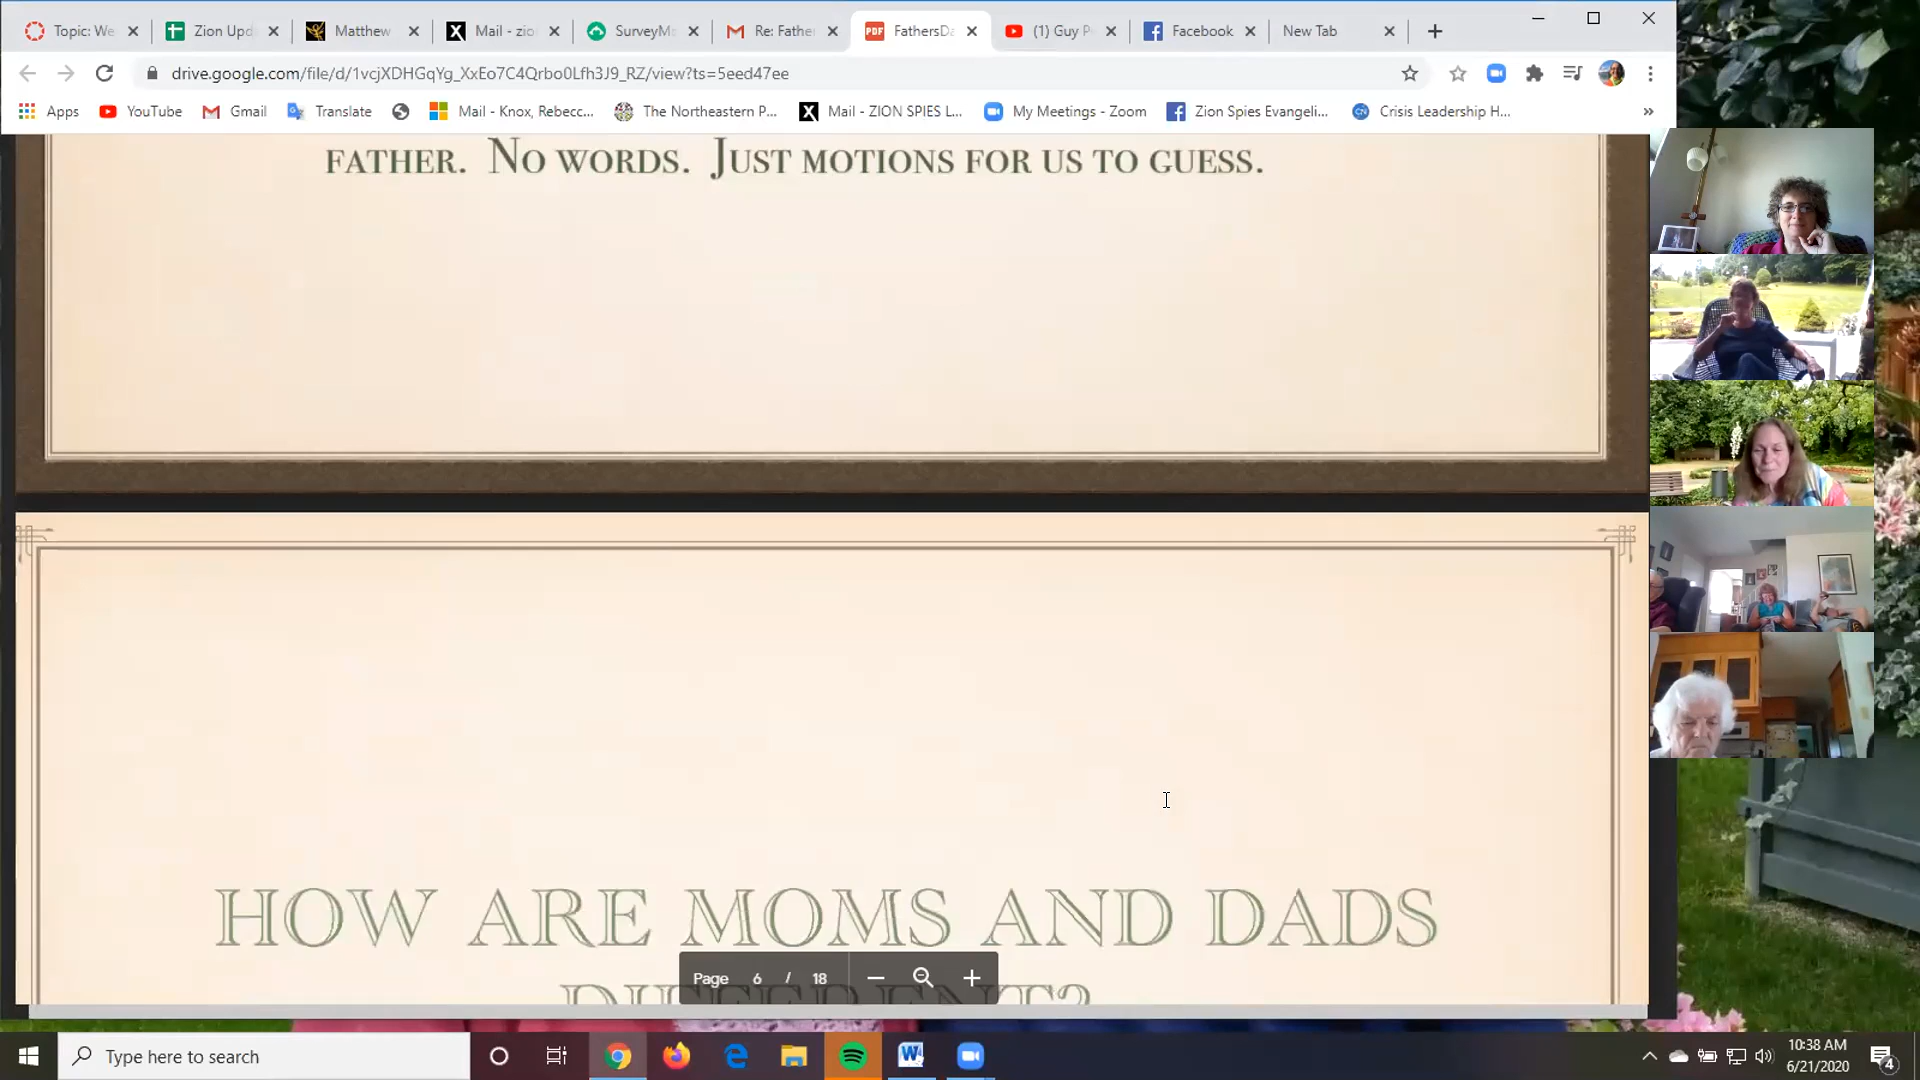 Topic: We
Zion Upd
Matthew
Mail - zio
SurveyM
Re: Fathe
FathersDa
(1) Guy P
Facebook
New Tab
drive.google.com/file/d/1vcjXDHGqYg_XxEo7C4Qrbo0Lfh3J9_RZ/view?ts=5eed47ee
Apps
YouTube
Gmail
Translate
Mail - Knox, Rebecc...
The Northeastern P...
Mail - ZION SPIES L...
My Meetings - Zoom
Zion Spies Evangeli...
Crisis Leadership H...
»
FATHER. NO WORDS. JUST MOTIONS FOR US TO GUESS.
HOW ARE MOMS AND DADS
DIFFERENT?
Page 6 / 18
Type here to search
10:38 AM
6/21/2020
4